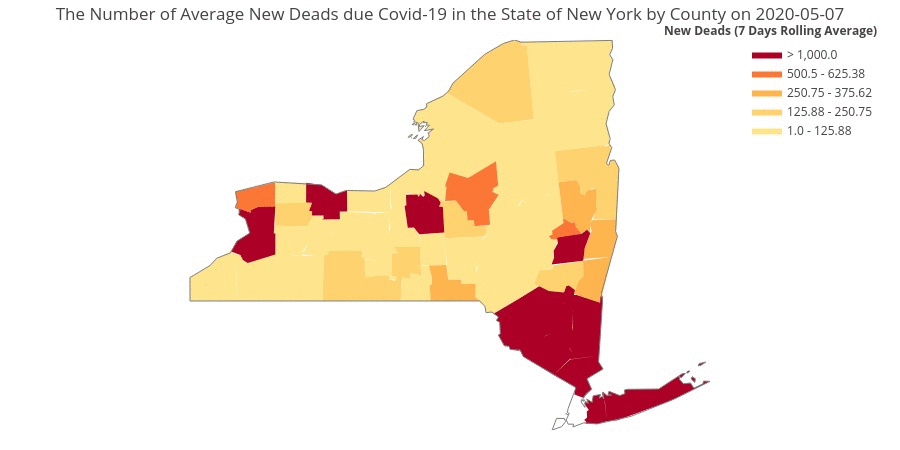 The Number of Average New Deads due Covid-19 in the State of New York by County on 2020-05-07
New Deads (7 Days Rolling Average)
> 1,000.0
500.5 - 625.38
250.75 - 375.62
125.88 - 250.75
1.0 - 125.88